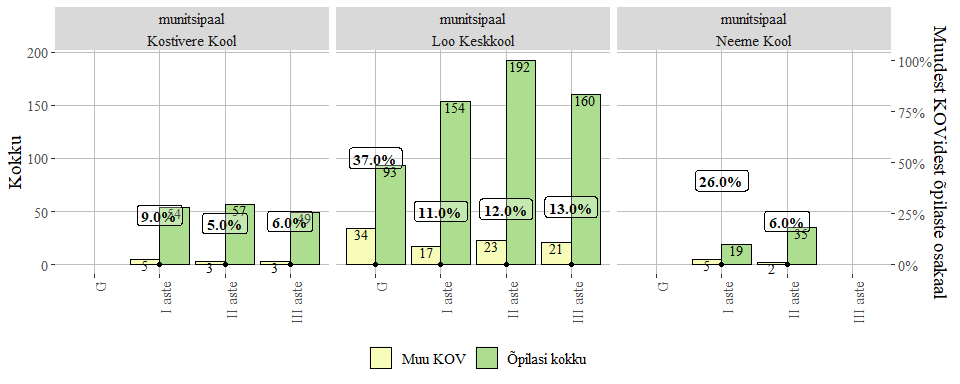 munitsipaal munitsipaal munitsipaal
Kostivere Kool Loo Keskkool Neeme Kool
Kokku
200
150
100
50
0
9.0% 5.0% 6.0%
54 57 49
5 3 3
37.0% 11.0% 12.0% 13.0%
93 154 192 160
34 17 23 21
26.0% 6.0%
19 35
5 2
100%
75%
50%
25%
0%
Muudest KOVidest õpilaste osakaal
G I aste II aste III aste
G I aste II aste III aste
G I aste II aste III aste
Muu KOV Õpilasi kokku